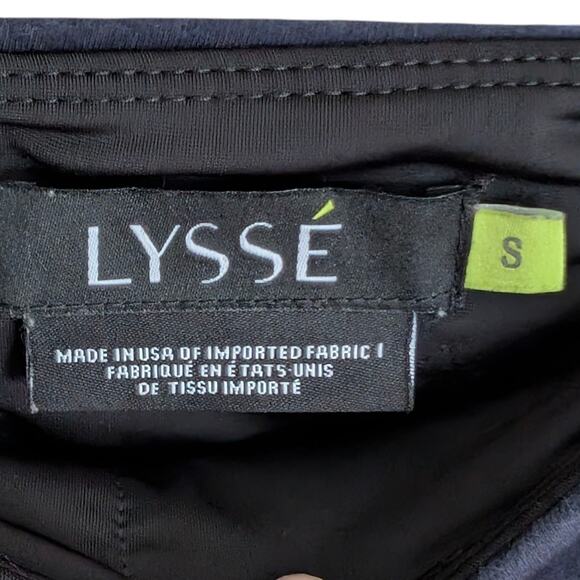 LYSSÉ
S
MADE IN USA OF IMPORTED FABRIC |
FABRIQUÉ EN ÉTATS-UNIS
DE TISSU IMPORTÉ